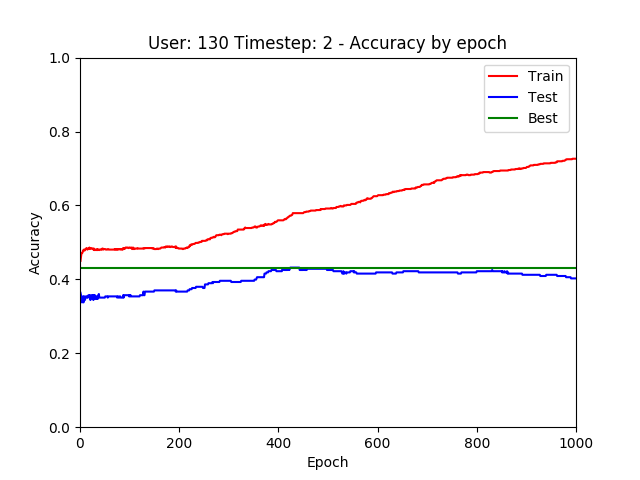 User: 130 Timestep: 2 - Accuracy by epoch
1.0
0.8
0.6
0.4
0.2
0.0
Accuracy
Train
Test
Best
0 200 400 600 800 1000
Epoch